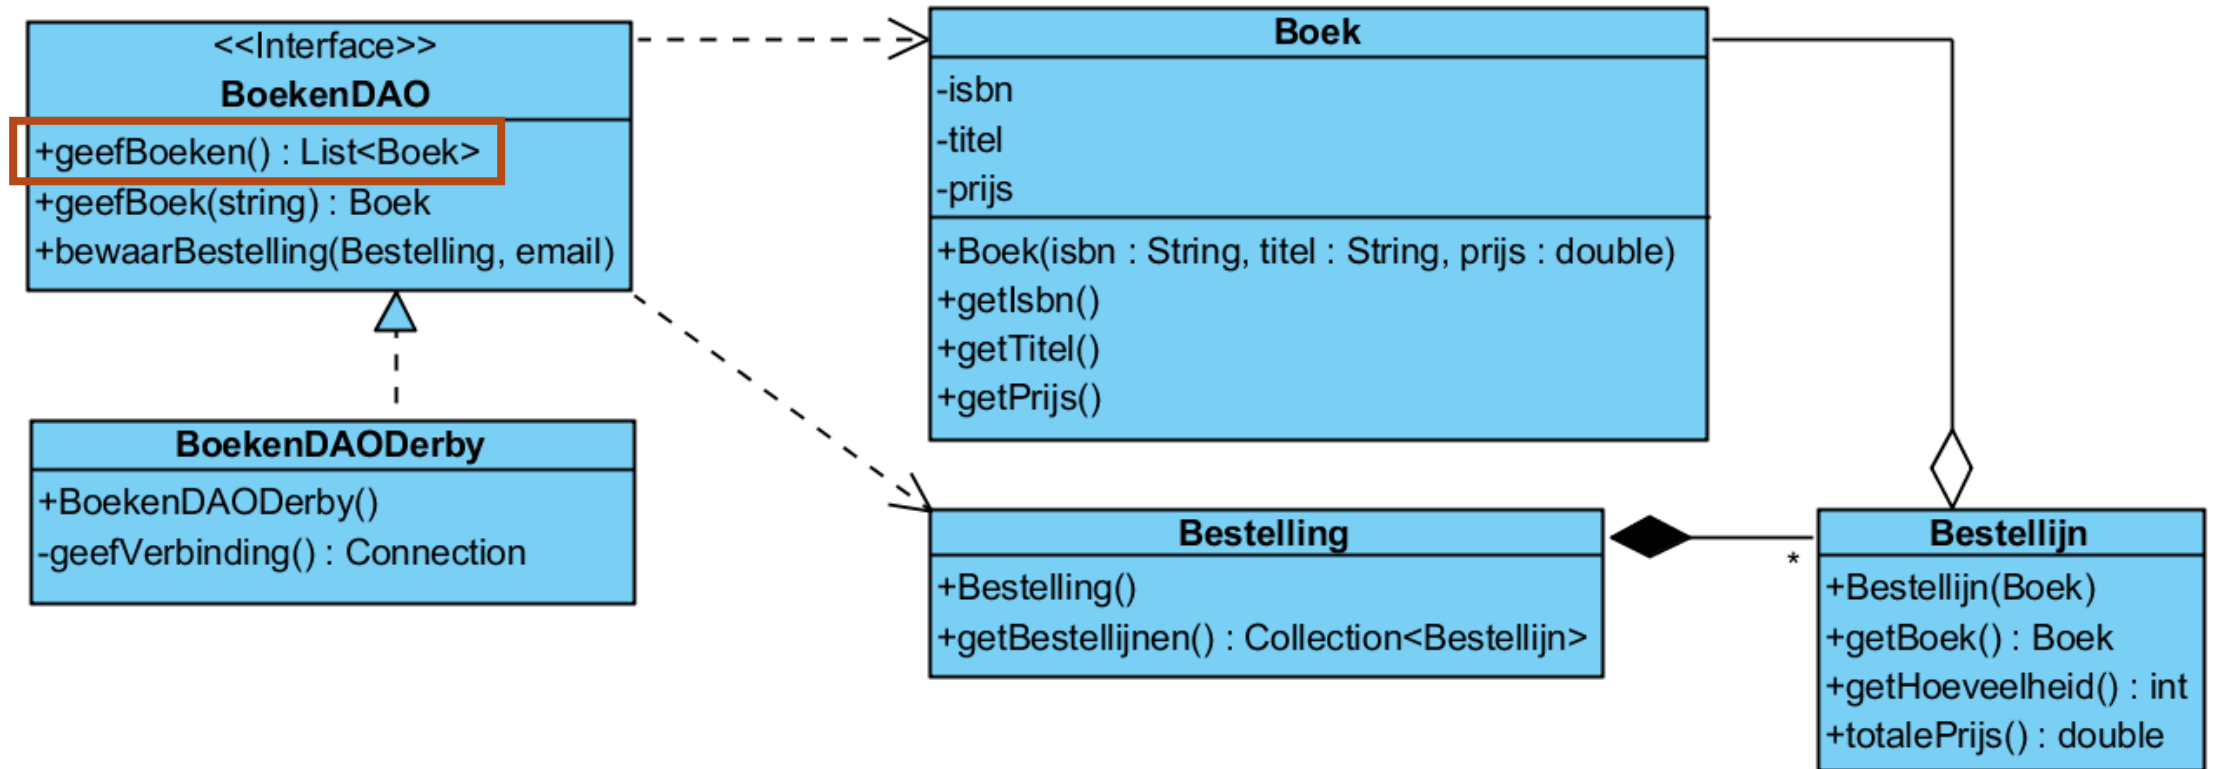 <<Interface>>
BoekenDAO
+geefBoeken() : List<Boek>
+geefBoek(string) : Boek
+bewaarBestelling(Bestelling, email)
BoekenDAODerby
+BoekenDAODerby()
-geefVerbinding() : Connection
Boek
-isbn
-titel
-prijs
+Boek(isbn : String, titel : String, prijs : double)
+getIsbn()
+getTitel()
+getPrijs()
Bestelling
+Bestelling()
+getBestellijnen() : Collection<Bestellijn>
*
Bestellijn
+Bestellijn(Boek)
+getBoek() : Boek
+getHoeveelheid() : int
+totalePrijs() : double